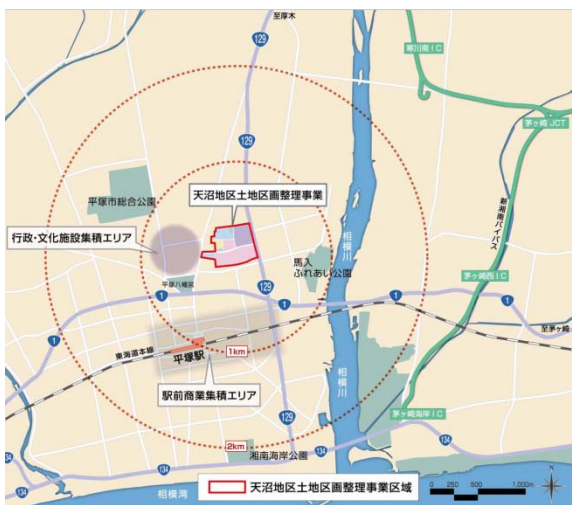 至厚木
129
寒川南IC
129
茅ヶ崎JCT
天沼地区土地区画整理事業
平塚市総合公園
行政・文化施設集積エリア
相模川
新湘南バイパス
馬入
ふれあい公園
平塚八幡宮
茅ヶ崎西IC
129
1
1
1
1
1
至茅ヶ崎
東海道本線
平塚駅
1km
駅前商業集積エリア
相模川
茅ヶ崎海岸IC
129
134
2km
湘南海岸公園
134
134
134
相模湾
天沼地区土地区画整理事業区域
0 250 500 1,000m
N